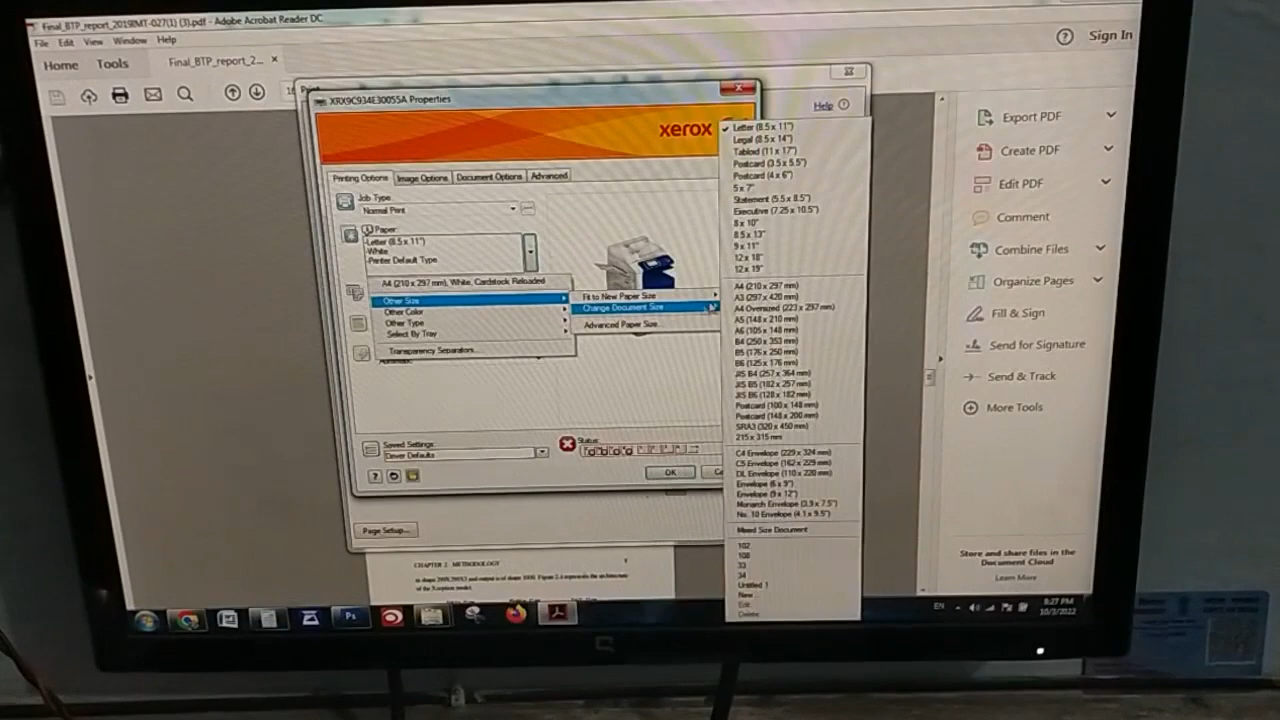 Final_BTP_report_2019IMT-027(1) (3).pdf - Adobe Acrobat Reader DC
File Edit View Window Help
Home Tools Final_BTP_report_2... ×
Sign In
Print
XRX9C934E30055A Properties
Help
xerox
Printing Options Image Options Document Options Advanced
Job Type
Normal Print
Paper
-Letter (8.5 x 11")
-White
-Printer Default Type
A4 (210 x 297 mm), White, Cardstock Reloaded
Other Size
Other Color
Other Type
Select By Tray
Transparency Separators...
Fit to New Paper Size
Change Document Size
Advanced Paper Size...
Letter (8.5 x 11")
Legal (8.5 x 14")
Tabloid (11 x 17")
Postcard (3.5 x 5.5")
Postcard (4 x 6")
5 x 7"
Statement (5.5 x 8.5")
Executive (7.25 x 10.5")
8 x 10"
8.5 x 13"
9 x 11"
12 x 18"
12 x 19"
A4 (210 x 297 mm)
A3 (297 x 420 mm)
A4 Oversized (223 x 297 mm)
A5 (148 x 210 mm)
A6 (105 x 148 mm)
B4 (250 x 353 mm)
B5 (176 x 250 mm)
B6 (125 x 176 mm)
JIS B4 (257 x 364 mm)
JIS B5 (182 x 257 mm)
JIS B6 (128 x 182 mm)
Postcard (100 x 148 mm)
Postcard (148 x 200 mm)
SRA3 (320 x 450 mm)
215 x 315 mm
C4 Envelope (229 x 324 mm)
C5 Envelope (162 x 229 mm)
DL Envelope (110 x 220 mm)
Envelope (6 x 9")
Envelope (9 x 12")
Monarch Envelope (3.9 x 7.5")
No. 10 Envelope (4.1 x 9.5")
Mixed Size Document
102
108
33
34
Untitled 1
New...
Edit...
Delete
Saved Settings:
Driver Defaults
Status:
OK
Page Setup...
CHAPTER 2. METHODOLOGY
of the Xception model.
Export PDF
Create PDF
Edit PDF
Comment
Combine Files
Organize Pages
Fill & Sign
Send for Signature
Send & Track
More Tools
Store and share files in the
Document Cloud
Learn More
Ps
EN
8:27 PM
10/3/2022